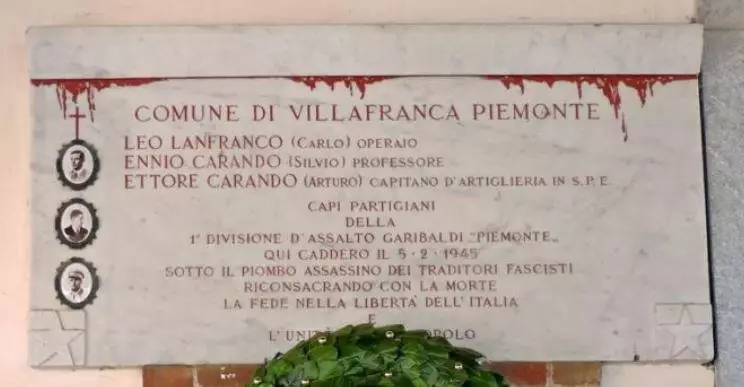 COMUNE DI VILLAFRANCA PIEMONTE
LEO LANFRANCO (CARLO) OPERAIO
ENNIO CARANDO (SILVIO) PROFESSORE
ETTORE CARANDO (ARTURO) CAPITANO D'ARTIGLIERIA IN S.P.E.
CAPI PARTIGIANI
DELLA
1ª DIVISIONE D'ASSALTO GARIBALDI "PIEMONTE„
QUI CADDERO IL 5·2·1945
SOTTO IL PIOMBO ASSASSINO DEI TRADITORI FASCISTI
RICONSACRANDO CON LA MORTE
LA FEDE NELLA LIBERTÀ DELL'ITALIA
E